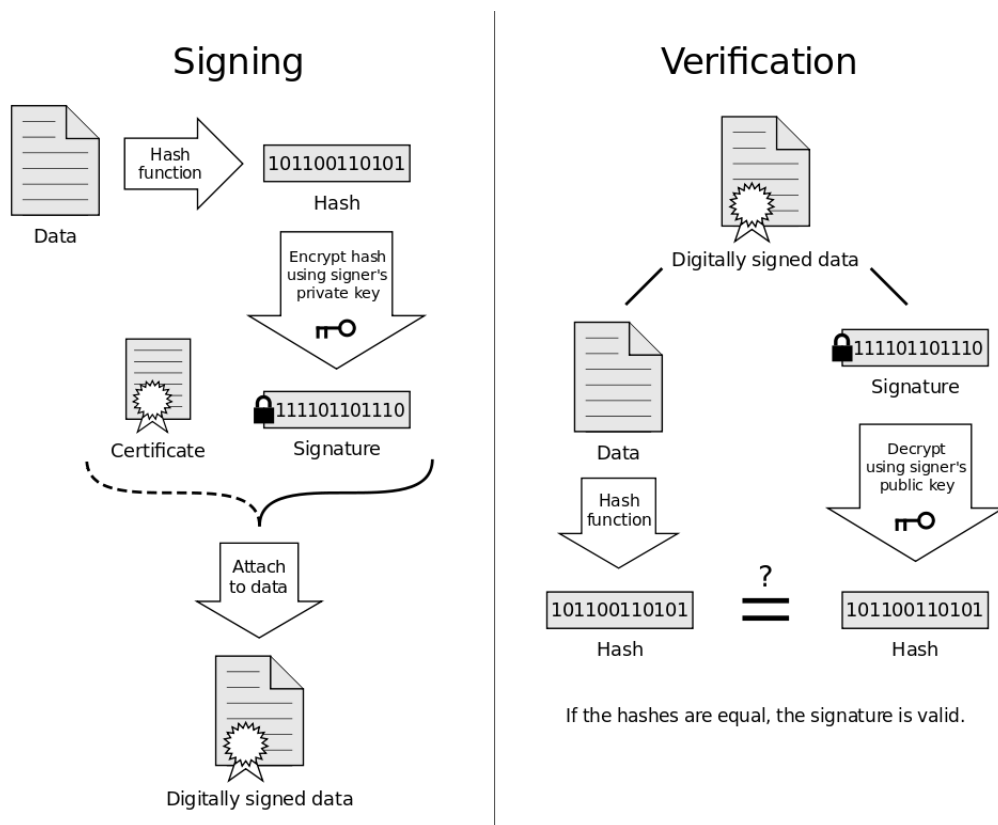 Signing
Hash
function
101100110101
Hash
Data
Encrypt hash
using signer's
private key
111101101110
Certificate
Signature
Attach
to data
Digitally signed data
Verification
Digitally signed data
111101101110
Signature
Data
Hash
function
Decrypt
using signer's
public key
101100110101
Hash
?
101100110101
Hash
If the hashes are equal, the signature is valid.